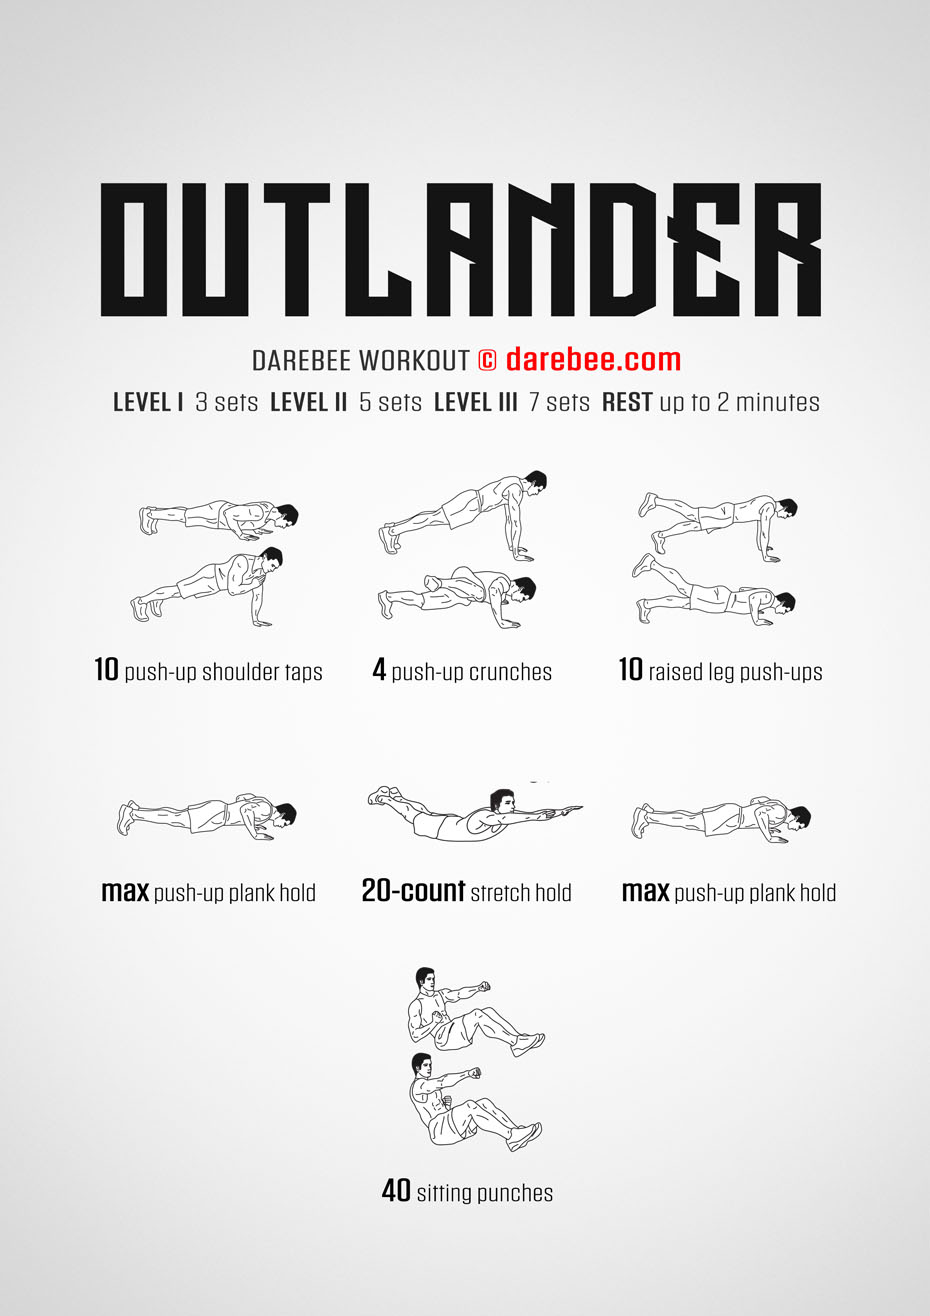 OUTLANDER
DAREBEE WORKOUT © darebee.com
LEVEL I 3 sets LEVEL II 5 sets LEVEL III 7 sets REST up to 2 minutes
10 push-up shoulder taps
4 push-up crunches
10 raised leg push-ups
max push-up plank hold
20-count stretch hold
max push-up plank hold
40 sitting punches